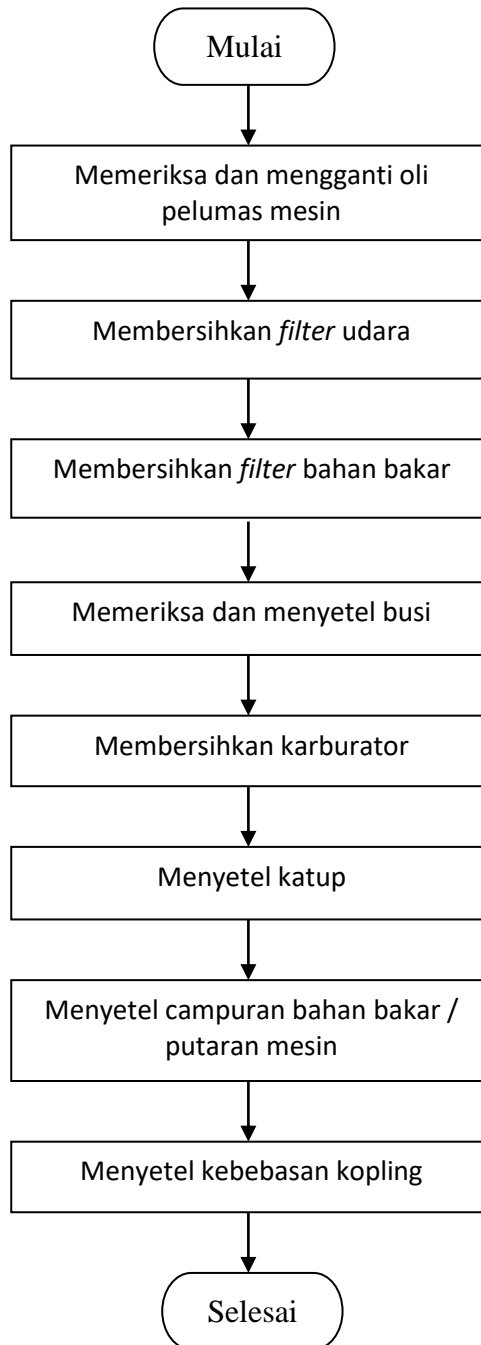 Mulai
Memeriksa dan mengganti oli
pelumas mesin
Membersihkan filter udara
Membersihkan filter bahan bakar
Memeriksa dan menyetel busi
Membersihkan karburator
Menyetel katup
Menyetel campuran bahan bakar /
putaran mesin
Menyetel kebebasan kopling
Selesai